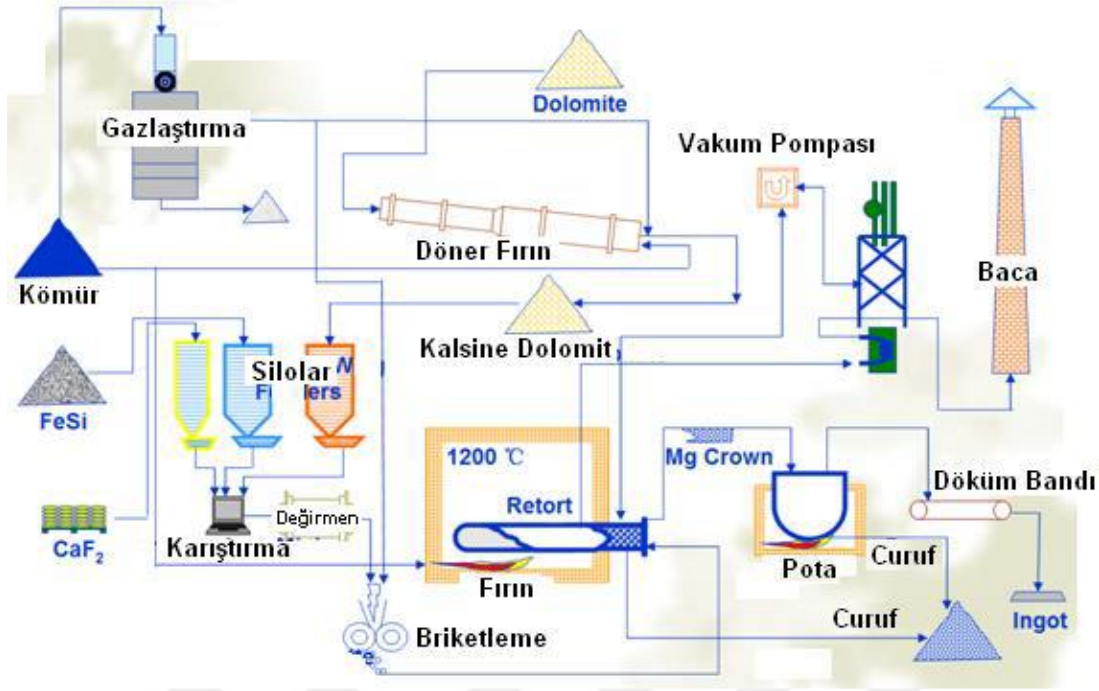 Gazlaştırma
Dolomite
Vakum Pompası
Döner Fırın
Baca
Kömür
Kalsine Dolomit
Silolar
FeSi
1200 ℃
Mg Crown
Retort
Döküm Bandı
Değirmen
CaF₂
Karıştırma
Curuf
Fırın
Pota
Curuf
Ingot
Briketleme